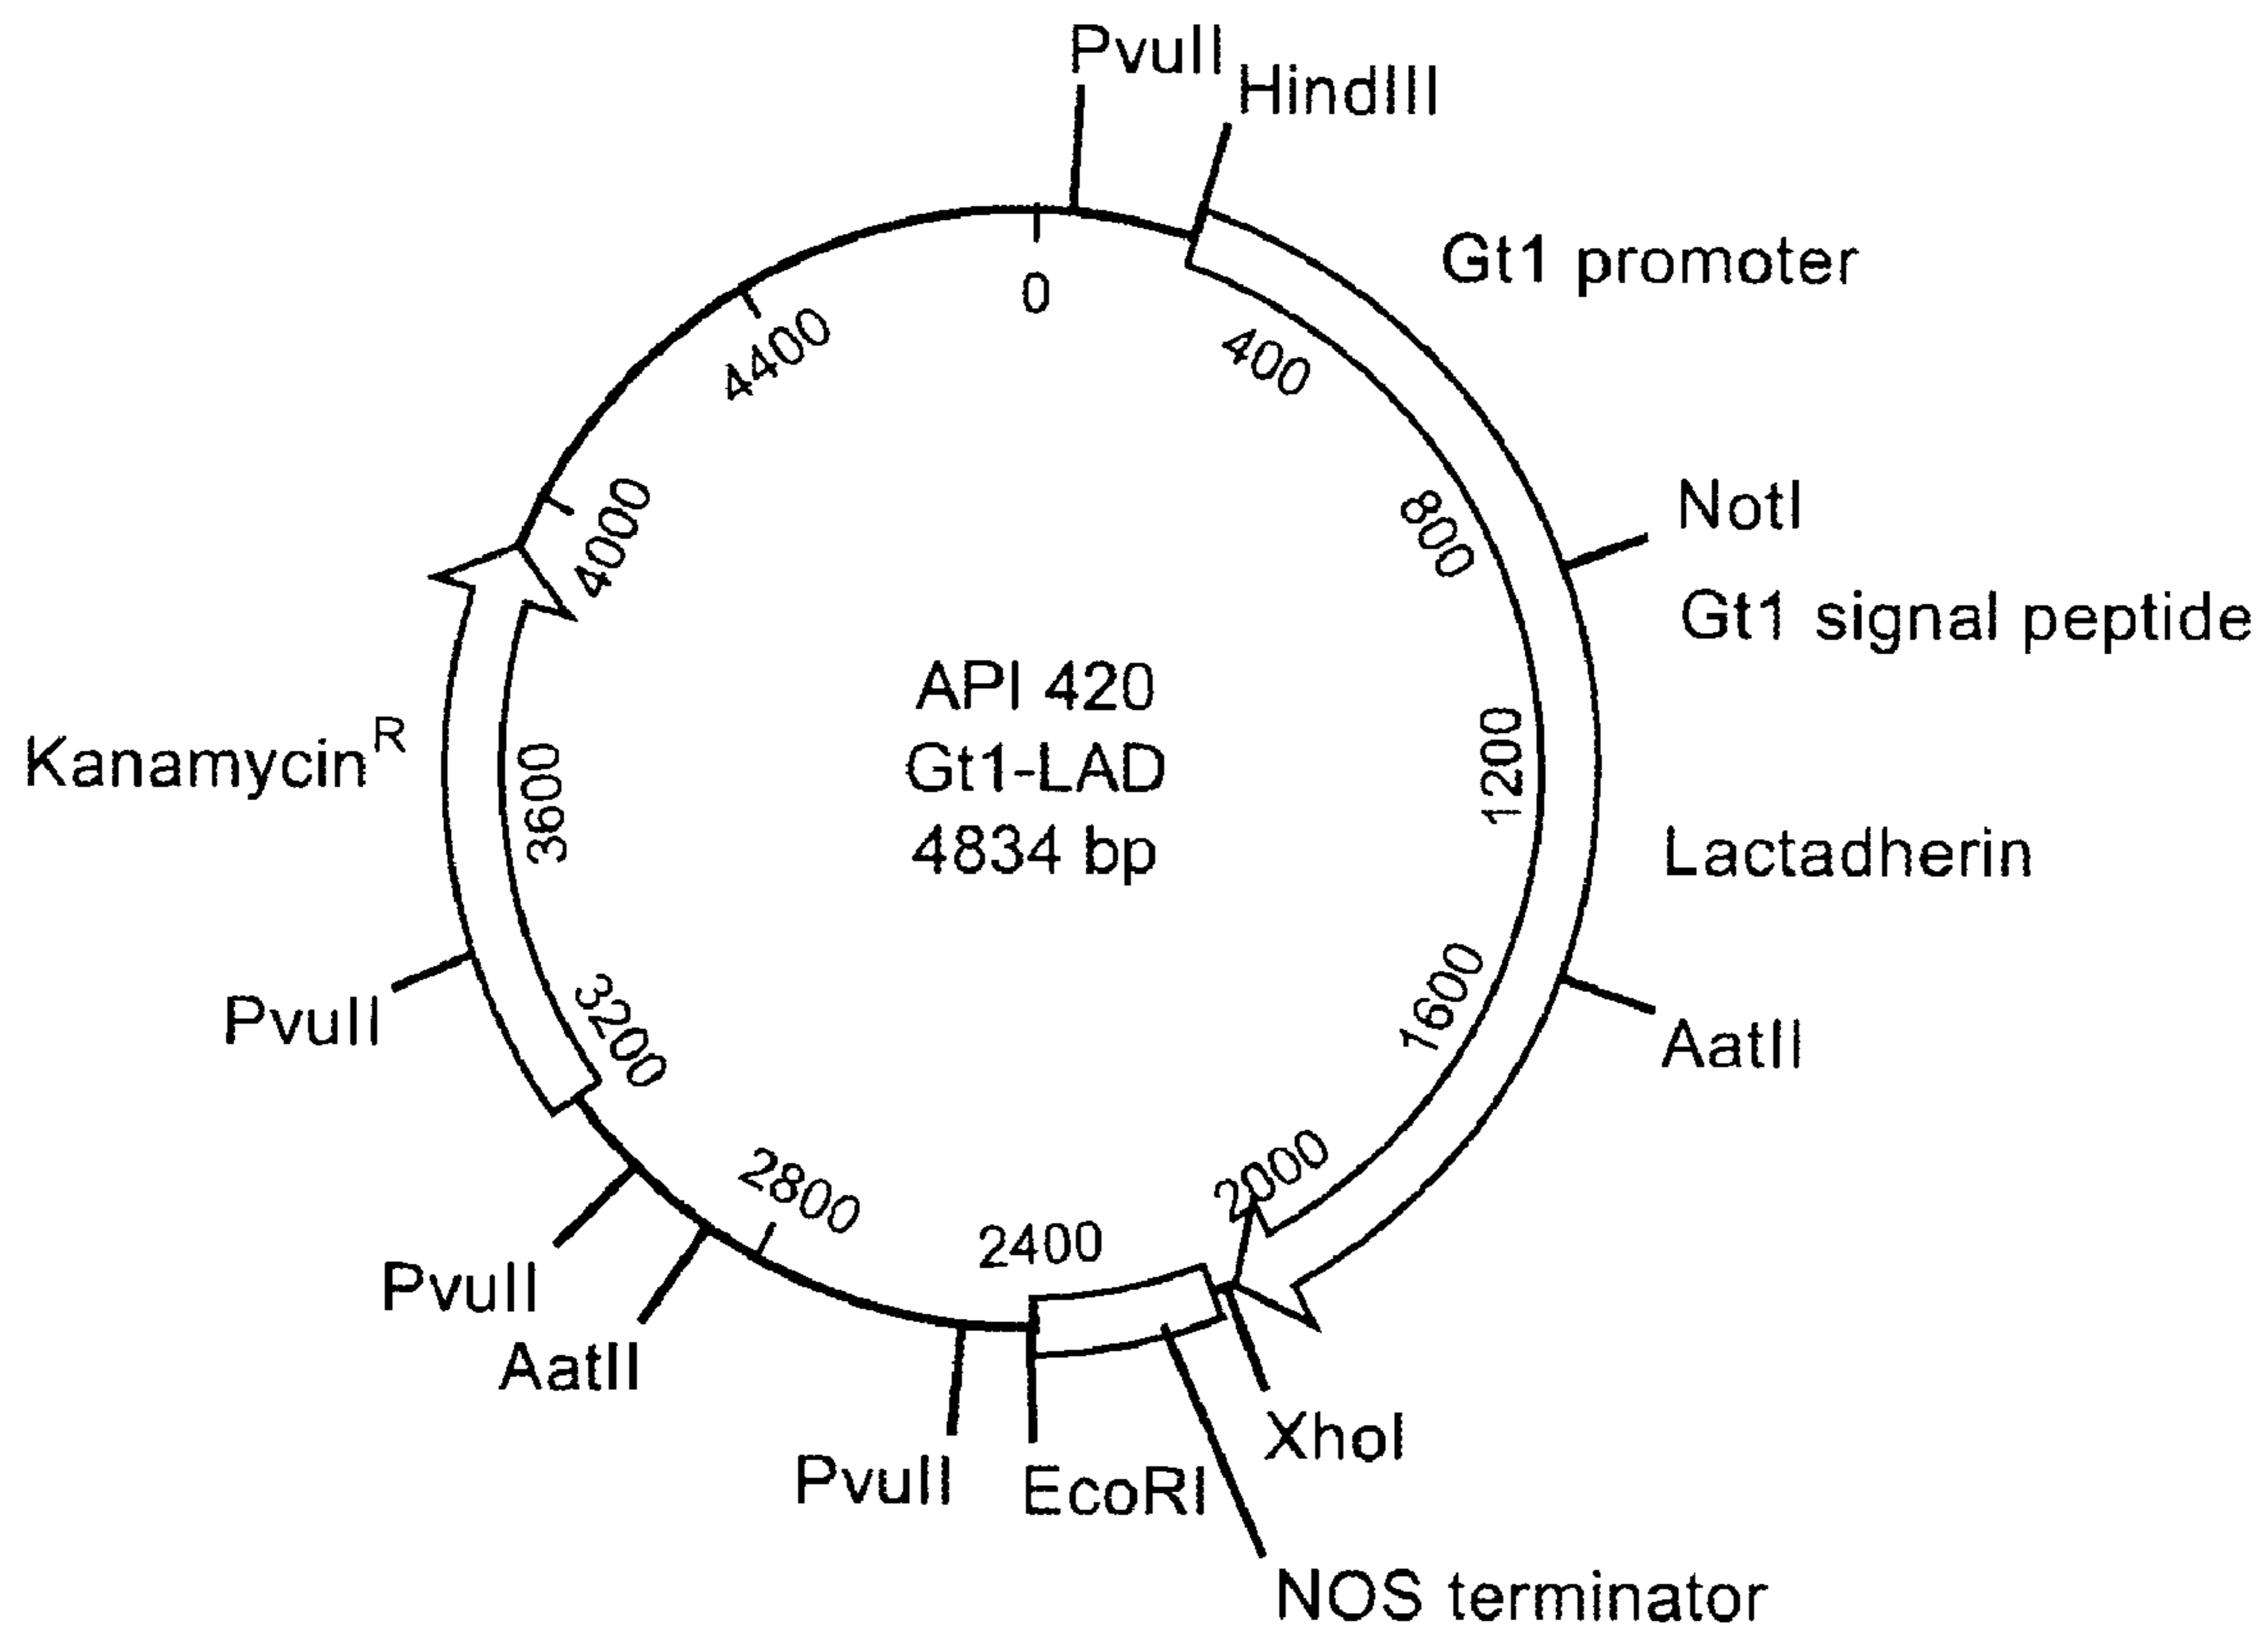 PvuII
HindIII
Gt1 promoter
0
400
4400
NotI
800
4000
Gt1 signal peptide
API 420
Gt1-LAD
4834 bp
Kanamycin^R
3600
1200
Lactadherin
PvuII
3200
1600
AatII
2000
2800
2400
PvuII
AatII
PvuII
EcoRI
XhoI
NOS terminator